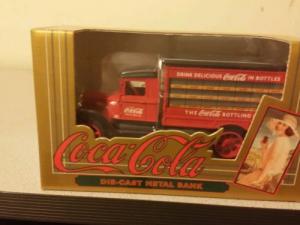 DRINK DELICIOUS Coca-Cola IN BOTTLES
THE Coca-Cola BOTTLING
Coca-Cola
Coca-Cola
DIE-CAST METAL BANK